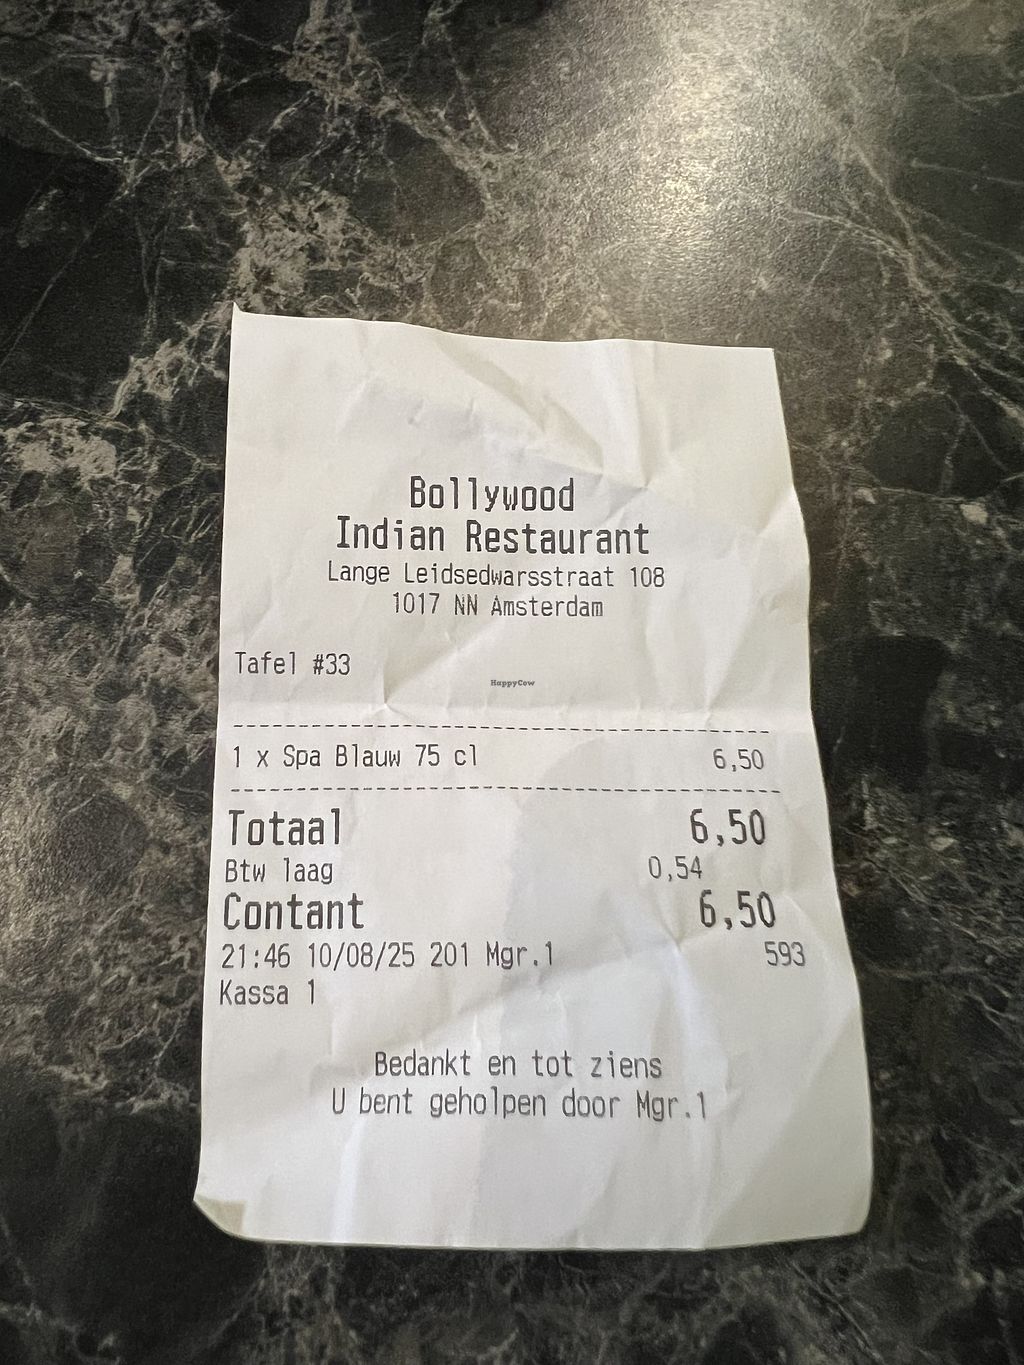 Bollywood
Indian Restaurant
Lange Leidsedwarsstraat 108
1017 NN Amsterdam
Tafel #33
HappyCow
1 x Spa Blauw 75 cl 6,50
Totaal 6,50
Btw laag 0,54
Contant 6,50
21:46 10/08/25 201 Mgr.1 593
Kassa 1
Bedankt en tot ziens
U bent geholpen door Mgr.1